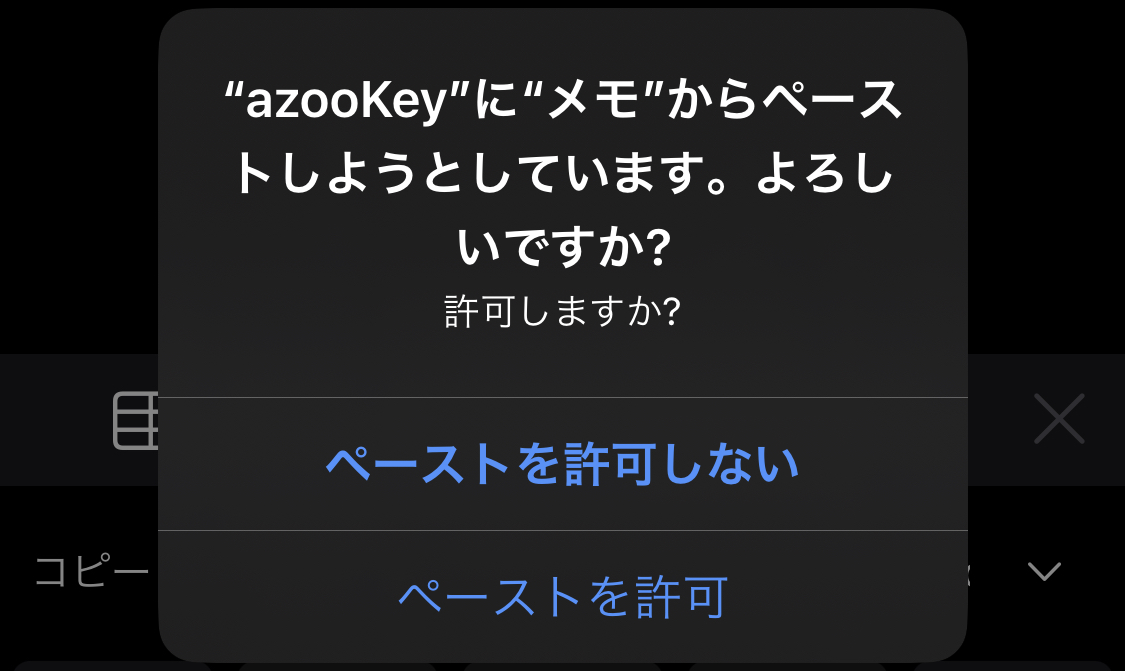 “azooKey”に“メモ”からペース
トしようとしています。よろし
いですか?
許可しますか?
ペーストを許可しない
コピー
ペーストを許可